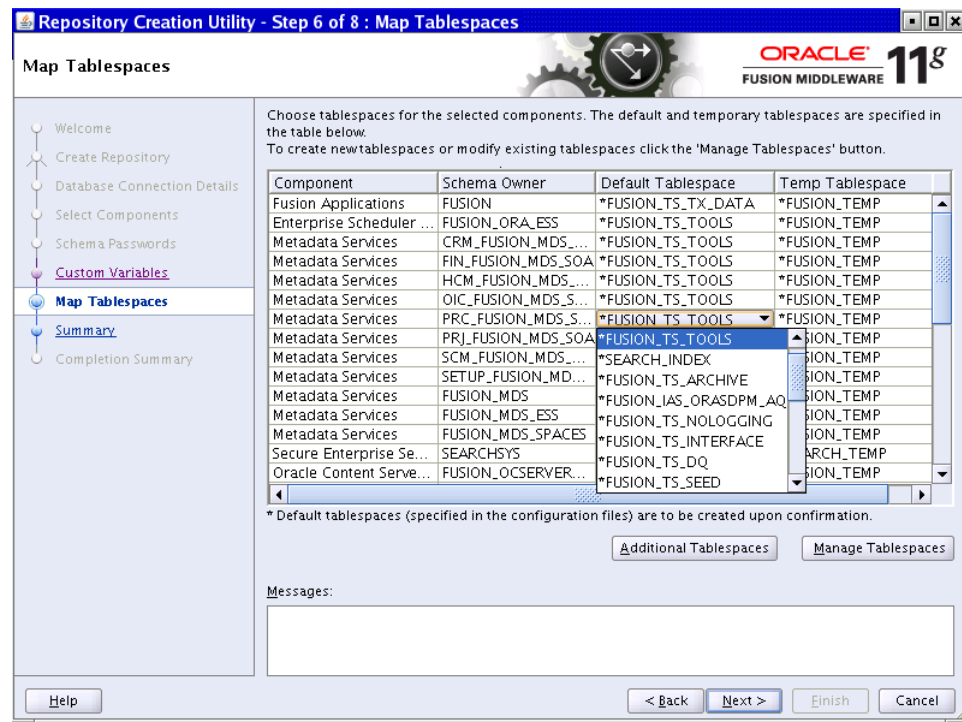 Repository Creation Utility - Step 6 of 8 : Map Tablespaces
Map Tablespaces
ORACLE
FUSION MIDDLEWARE
11g
Welcome
Create Repository
Database Connection Details
Select Components
Schema Passwords
Custom Variables
Map Tablespaces
Summary
Completion Summary
Choose tablespaces for the selected components. The default and temporary tablespaces are specified in
the table below.
To create new tablespaces or modify existing tablespaces click the 'Manage Tablespaces' button.
Component Schema Owner Default Tablespace Temp Tablespace
Fusion Applications FUSION *FUSION_TS_TX_DATA *FUSION_TEMP
Enterprise Scheduler ... FUSION_ORA_ESS *FUSION_TS_TOOLS *FUSION_TEMP
Metadata Services CRM_FUSION_MDS_... *FUSION_TS_TOOLS *FUSION_TEMP
Metadata Services FIN_FUSION_MDS_SOA *FUSION_TS_TOOLS *FUSION_TEMP
Metadata Services HCM_FUSION_MDS_... *FUSION_TS_TOOLS *FUSION_TEMP
Metadata Services OIC_FUSION_MDS_S... *FUSION_TS_TOOLS *FUSION_TEMP
Metadata Services PRC_FUSION_MDS_S... *FUSION_TS_TOOLS *FUSION_TEMP
Metadata Services PRJ_FUSION_MDS_SOA *FUSION_TS_TOOLS SION_TEMP
Metadata Services SCM_FUSION_MDS_... *SEARCH_INDEX SION_TEMP
Metadata Services SETUP_FUSION_MD... *FUSION_TS_ARCHIVE SION_TEMP
Metadata Services FUSION_MDS *FUSION_IAS_ORASDPM_AQ SION_TEMP
Metadata Services FUSION_MDS_ESS *FUSION_TS_NOLOGGING SION_TEMP
Metadata Services FUSION_MDS_SPACES *FUSION_TS_INTERFACE SION_TEMP
Secure Enterprise Se... SEARCHSYS *FUSION_TS_DQ ARCH_TEMP
Oracle Content Serve... FUSION_OCSERVER... *FUSION_TS_SEED SION_TEMP
* Default tablespaces (specified in the configuration files) are to be created upon confirmation.
Additional Tablespaces Manage Tablespaces
Messages:
Help < Back Next > Finish Cancel